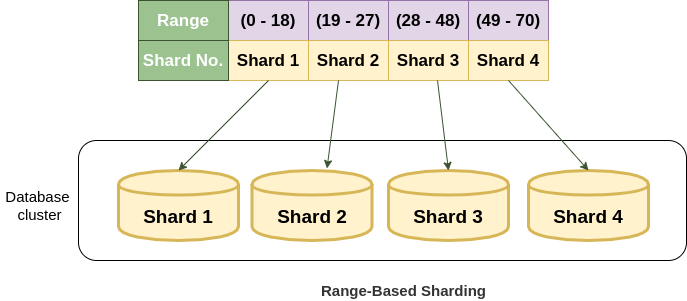 Range (0 - 18) (19 - 27) (28 - 48) (49 - 70)
Shard No. Shard 1 Shard 2 Shard 3 Shard 4
Database
cluster
Shard 1 Shard 2 Shard 3 Shard 4
Range-Based Sharding